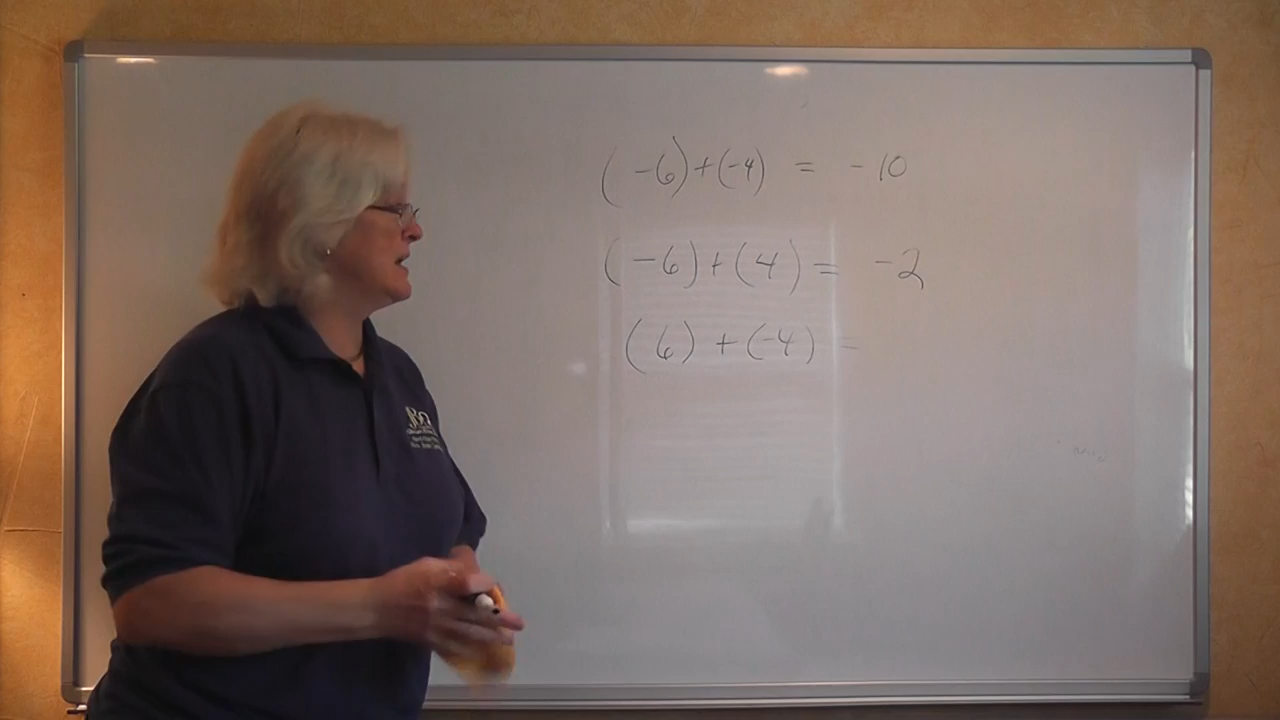 (-6)+(-4) = -10
(-6)+(4) = -2
(6) + (-4) =